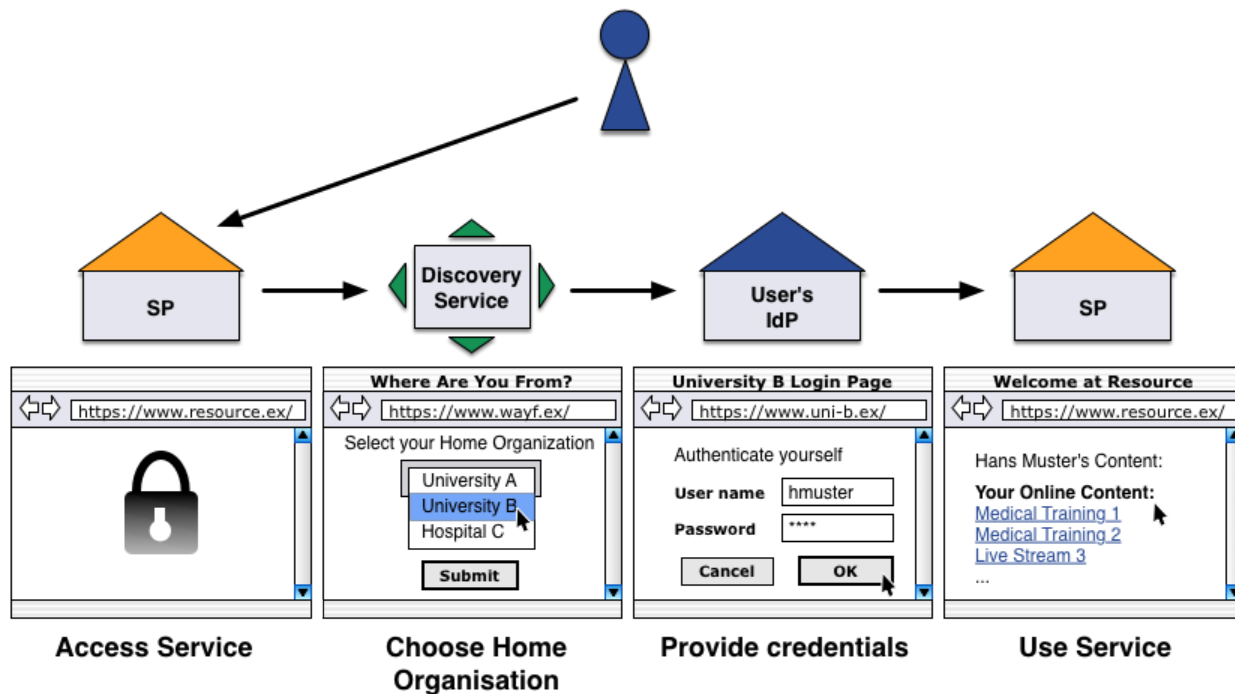 SP
Discovery
Service
User's
IdP
SP
https://www.resource.ex/
Where Are You From?
https://www.wayf.ex/
Select your Home Organization
University A
University B
Hospital C
Submit
University B Login Page
https://www.uni-b.ex/
Authenticate yourself
User name hmuster
Password ****
Cancel OK
Welcome at Resource
https://www.resource.ex/
Hans Muster's Content:
Your Online Content:
Medical Training 1
Medical Training 2
Live Stream 3
...
Access Service
Choose Home
Organisation
Provide credentials
Use Service